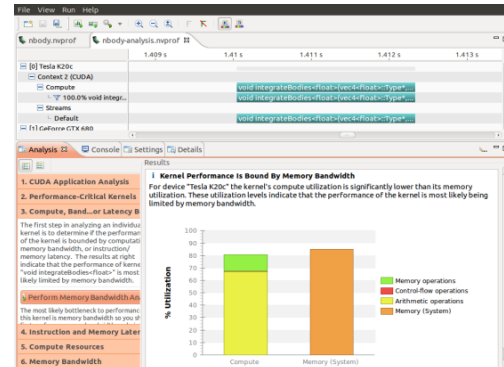 File View Run Help
nbody.nvprof nbody-analysis.nvprof
1.409 s 1.41 s 1.411 s 1.412 s 1.413 s
[0] Tesla K20c
Context 2 (CUDA)
Compute void integrateBodies<float>(vec4<float>::Type*,...
100.0% void integr... void integrateBodies<float>(vec4<float>::Type*,...
Streams
Default void integrateBodies<float>(vec4<float>::Type*,...
[1] GeForce GTX 680
Analysis Console Settings Details
Results
1. CUDA Application Analysis
2. Performance-Critical Kernels
3. Compute, Band...or Latency B
The first step in analyzing an individua
kernel is to determine if the performan
of the kernel is bounded by computati
memory bandwidth, or instruction/
memory latency. The results at right
indicate that the performance of kerne
"void integrateBodies<float>" is most
likely limited by memory bandwidth.
Perform Memory Bandwidth An
The most likely bottleneck to performanc
this kernel is memory bandwidth so you sh
4. Instruction and Memory Later
5. Compute Resources
6. Memory Bandwidth
i Kernel Performance Is Bound By Memory Bandwidth
For device "Tesla K20c" the kernel's compute utilization is significantly lower than its memory
utilization. These utilization levels indicate that the performance of the kernel is most likely being
limited by memory bandwidth.
% Utilization
100
90
80
70
60
50
40
30
20
10
0
Compute Memory (System)
Memory operations
Control-flow operations
Arithmetic operations
Memory (System)